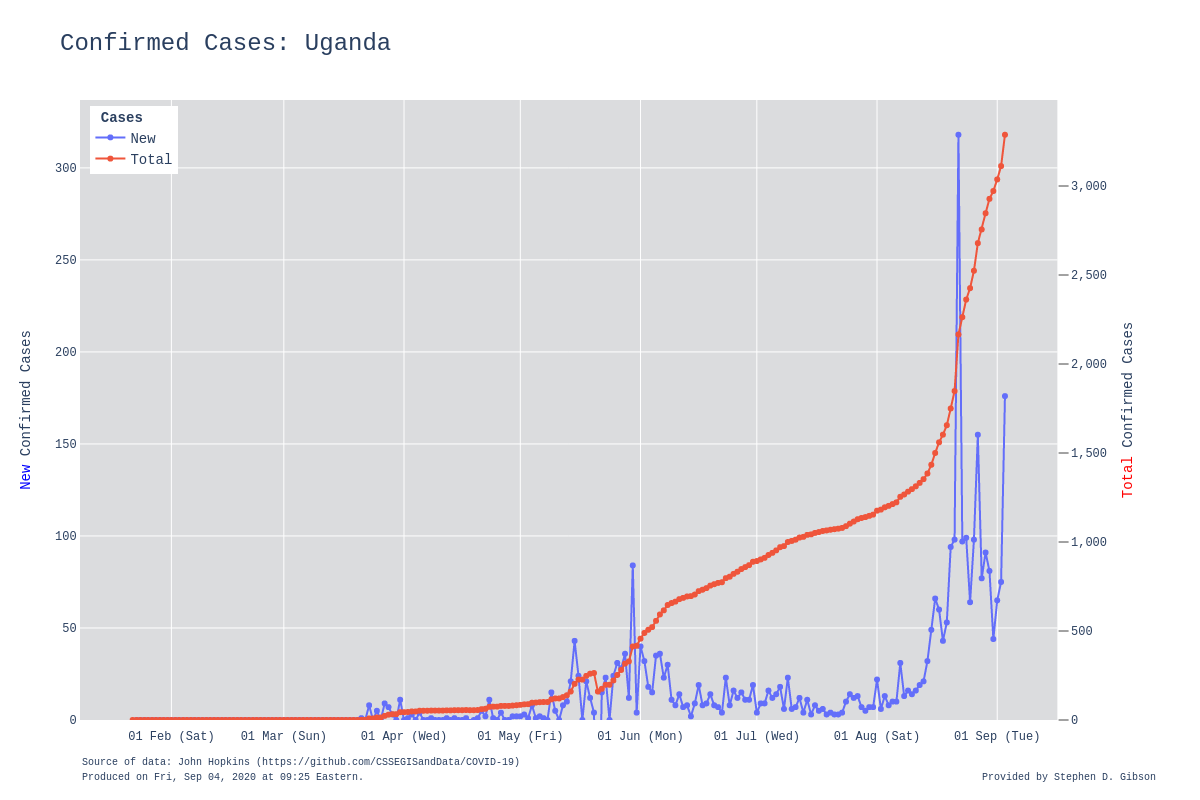 Confirmed Cases: Uganda
Cases
New
Total
300
250
200
150
100
50
0
3,000
2,500
2,000
1,500
1,000
500
0
New Confirmed Cases
Total Confirmed Cases
01 Feb (Sat) 01 Mar (Sun) 01 Apr (Wed) 01 May (Fri) 01 Jun (Mon) 01 Jul (Wed) 01 Aug (Sat) 01 Sep (Tue)
Source of data: John Hopkins (https://github.com/CSSEGISandData/COVID-19)
Produced on Fri, Sep 04, 2020 at 09:25 Eastern.
Provided by Stephen D. Gibson